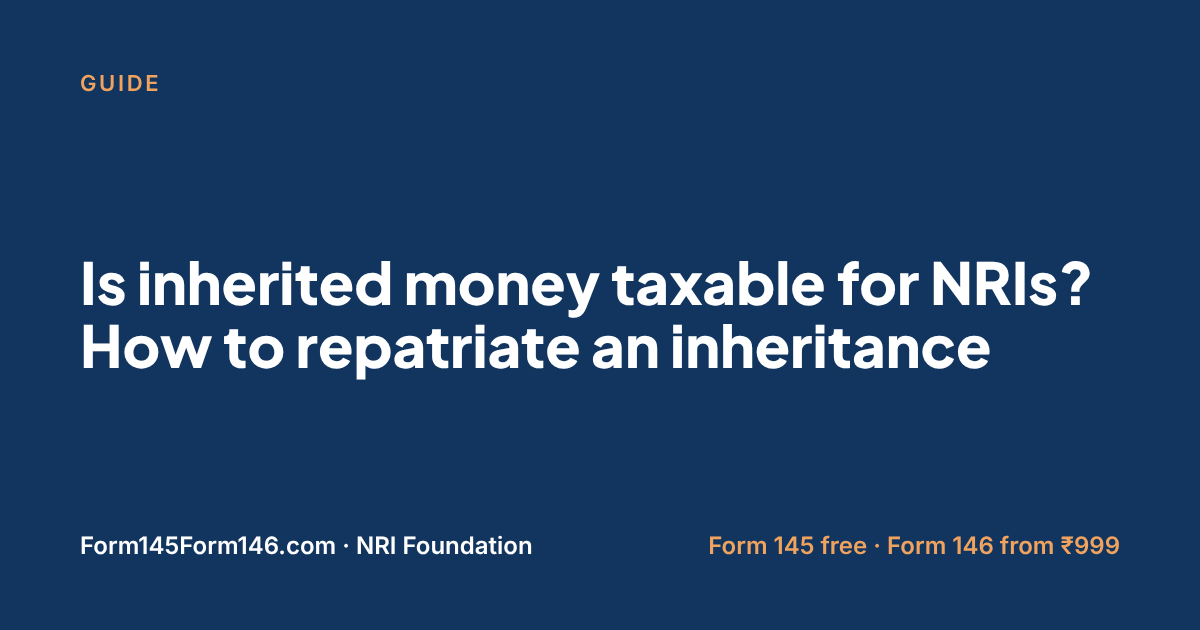 GUIDE
Is inherited money taxable for NRIs?
How to repatriate an inheritance
Form145Form146.com · NRI Foundation
Form 145 free · Form 146 from ₹999